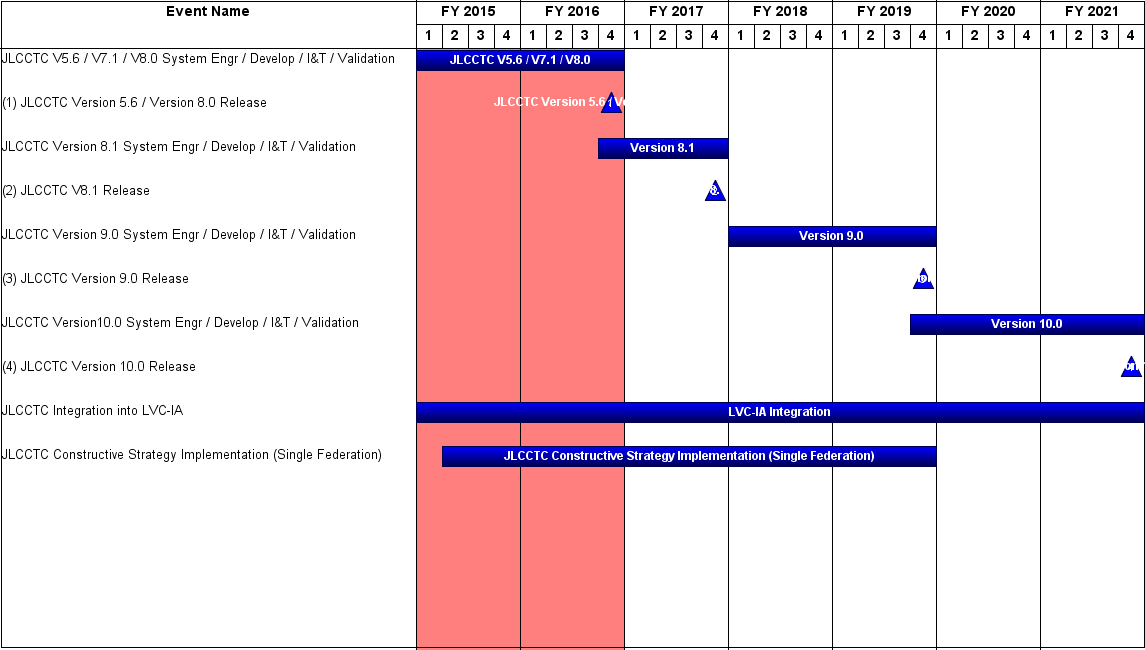 Event Name FY 2015 FY 2016 FY 2017 FY 2018 FY 2019 FY 2020 FY 2021
1 2 3 4 1 2 3 4 1 2 3 4 1 2 3 4 1 2 3 4 1 2 3 4 1 2 3 4
JLCCTC V5.6 / V7.1 / V8.0 System Engr / Develop / I&T / Validation JLCCTC V5.6 / V7.1 / V8.0
(1) JLCCTC Version 5.6 / Version 8.0 Release JLCCTC Version 5.6
JLCCTC Version 8.1 System Engr / Develop / I&T / Validation Version 8.1
(2) JLCCTC V8.1 Release
JLCCTC Version 9.0 System Engr / Develop / I&T / Validation Version 9.0
(3) JLCCTC Version 9.0 Release
JLCCTC Version10.0 System Engr / Develop / I&T / Validation Version 10.0
(4) JLCCTC Version 10.0 Release
JLCCTC Integration into LVC-IA LVC-IA Integration
JLCCTC Constructive Strategy Implementation (Single Federation) JLCCTC Constructive Strategy Implementation (Single Federation)